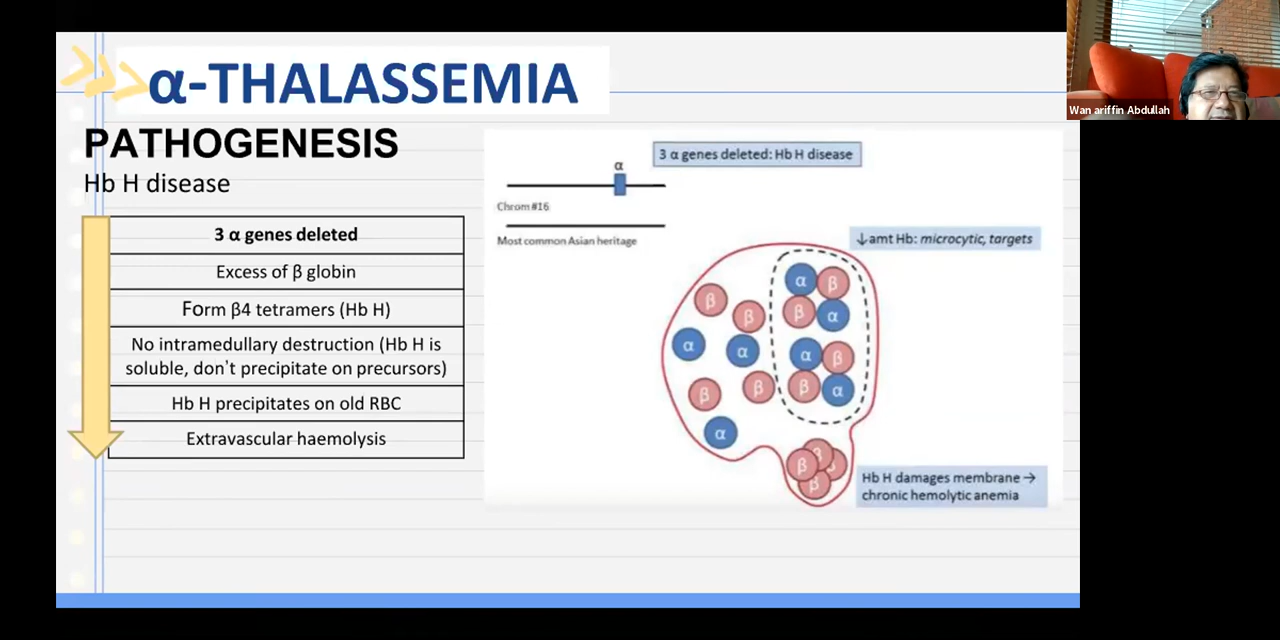 Wan ariffin Abdullah
α-THALASSEMIA
PATHOGENESIS
Hb H disease
3 α genes deleted
Excess of β globin
Form β4 tetramers (Hb H)
No intramedullary destruction (Hb H is
soluble, don't precipitate on precursors)
Hb H precipitates on old RBC
Extravascular haemolysis
3 α genes deleted: Hb H disease
α
Chrom #16
Most common Asian heritage
↓amt Hb: microcytic, targets
α β
β α
α β
β α
β
β
α
α
β
β
α
β
β
β
β
Hb H damages membrane →
chronic hemolytic anemia